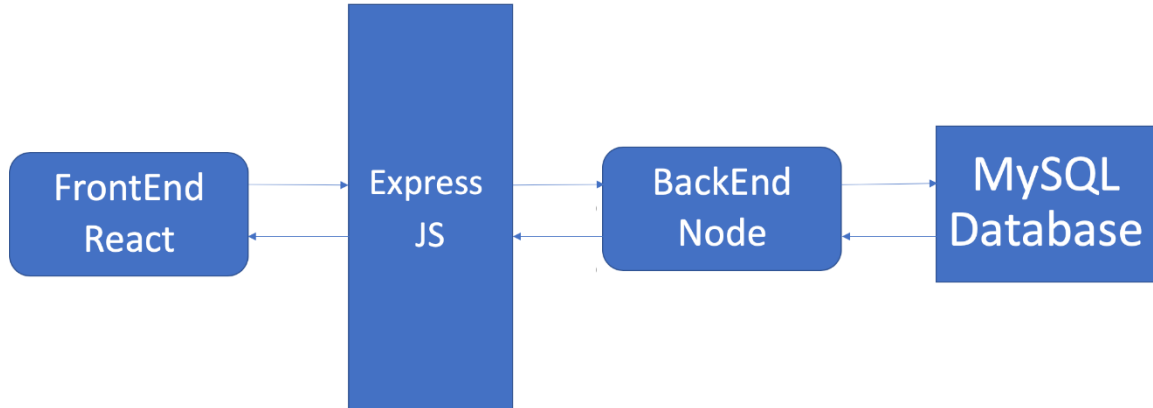 FrontEnd
React
Express
JS
BackEnd
Node
MySQL
Database